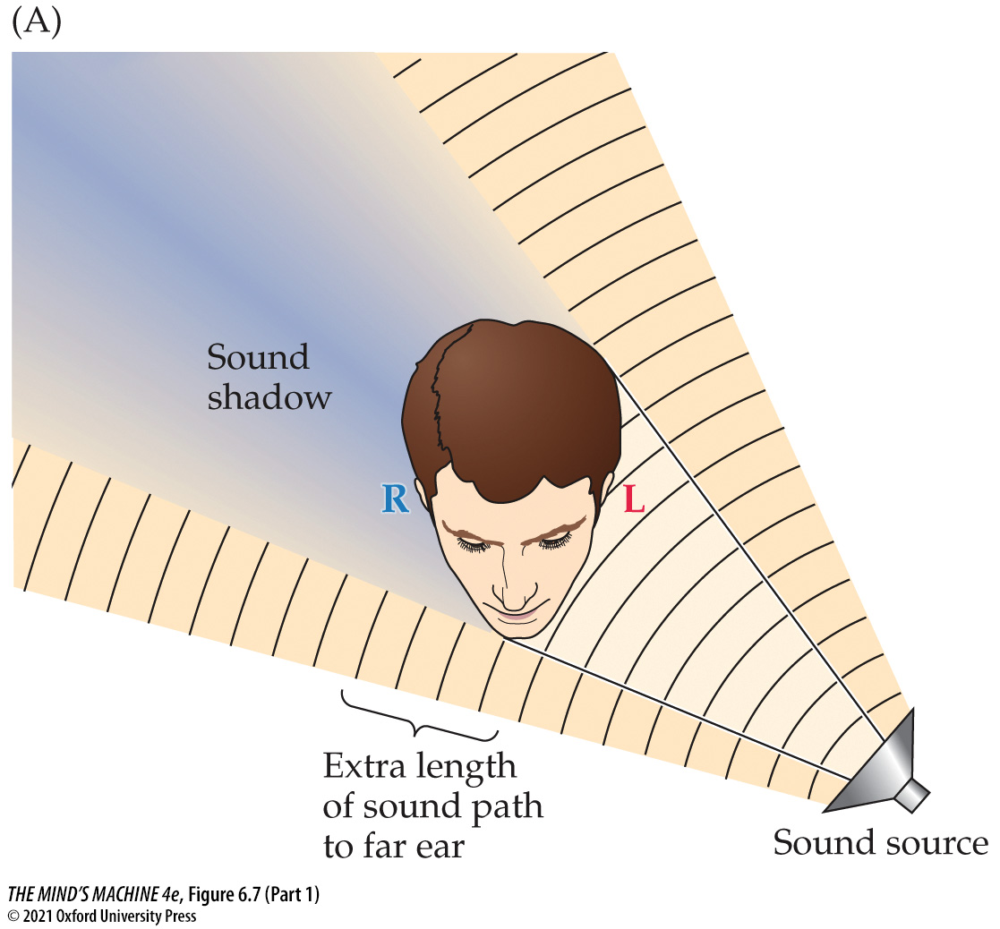 (A)
Sound
shadow
R
L
Extra length
of sound path
to far ear
Sound source
THE MIND'S MACHINE 4e, Figure 6.7 (Part 1)
© 2021 Oxford University Press